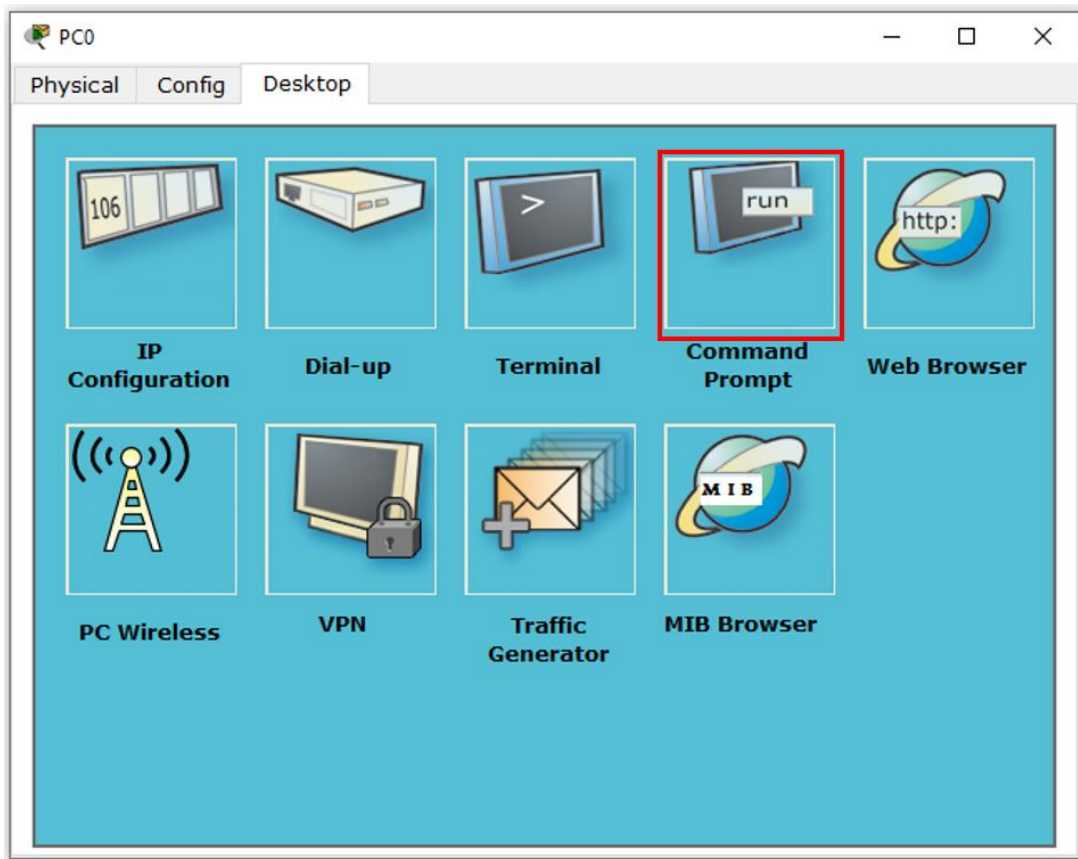 PC0
Physical Config Desktop
106
>
run
http:
IP
Configuration
Dial-up
Terminal
Command
Prompt
Web Browser
MIB
PC Wireless
VPN
Traffic
Generator
MIB Browser